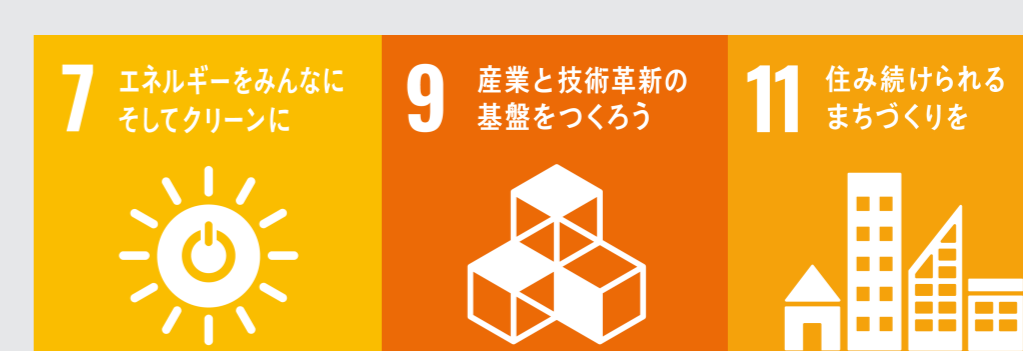 7
エネルギーをみんなに
そしてクリーンに
9
産業と技術革新の
基盤をつくろう
11
住み続けられる
まちづくりを